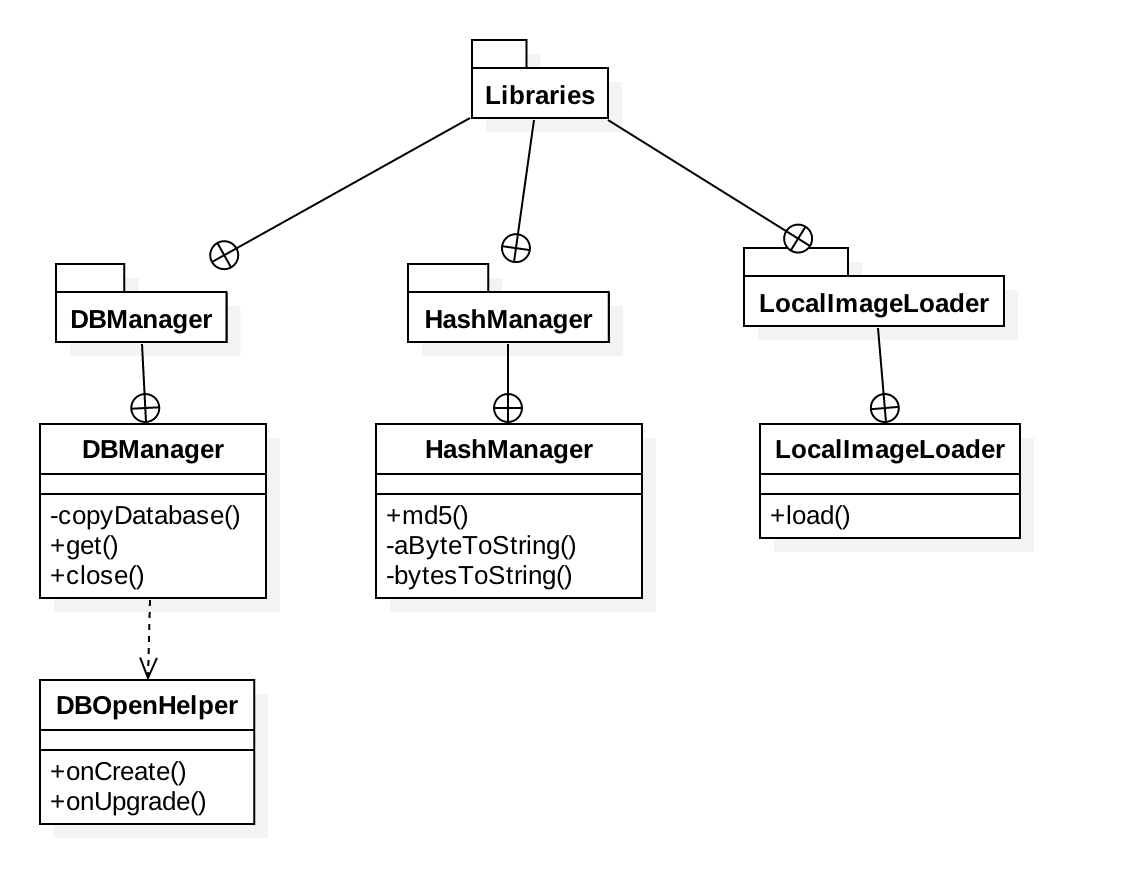 Libraries
DBManager
HashManager
LocalImageLoader
DBManager
-copyDatabase()
+get()
+close()
HashManager
+md5()
-aByteToString()
-bytesToString()
LocalImageLoader
+load()
DBOpenHelper
+onCreate()
+onUpgrade()